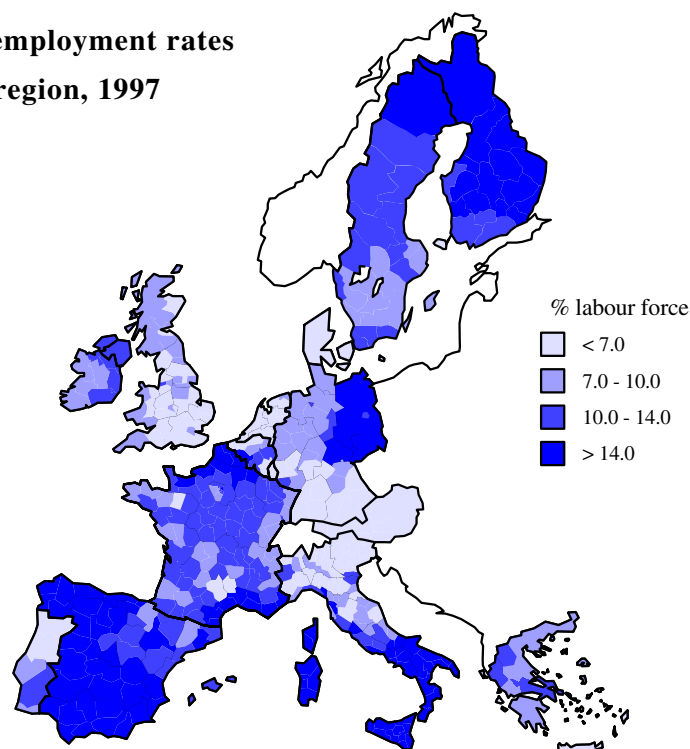 employment rates
region, 1997
% labour force
< 7.0
7.0 - 10.0
10.0 - 14.0
> 14.0